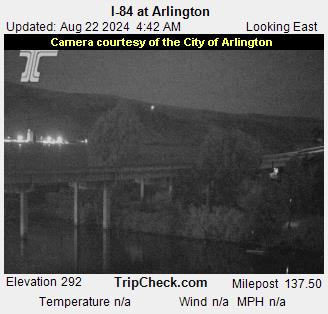 I-84 at Arlington
Updated: Aug 22 2024 4:42 AM Looking East
Camera courtesy of the City of Arlington
Elevation 292 TripCheck.com Milepost 137.50
Temperature n/a Wind n/a MPH n/a